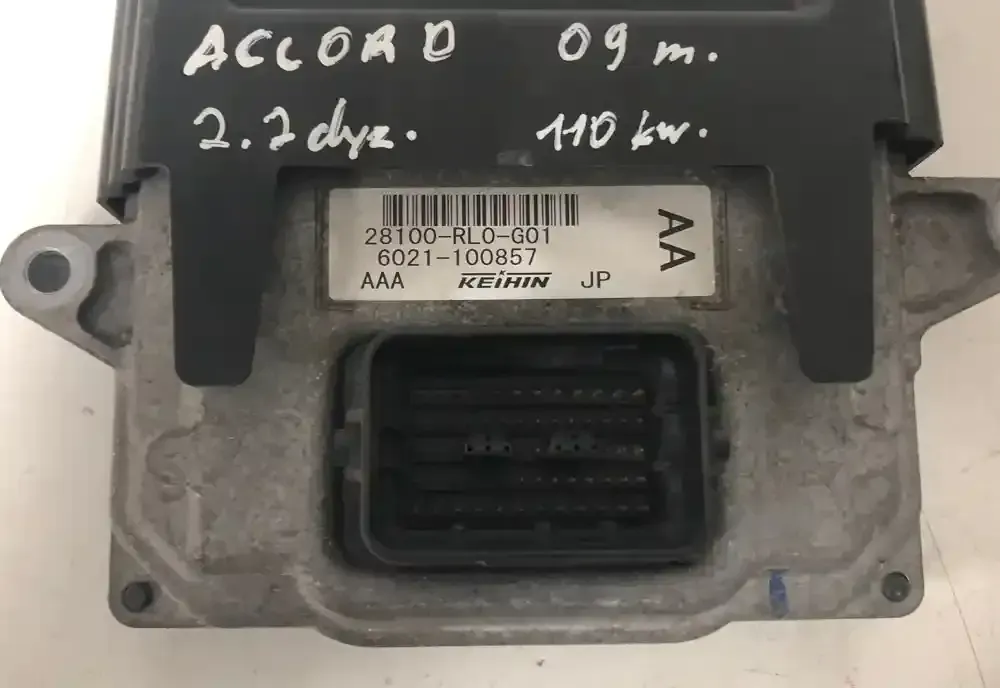 ACCORD 09 m.
2.2 dyz. 110 kw.
28100-RL0-G01
6021-100857
AAA KEIHIN JP
AA